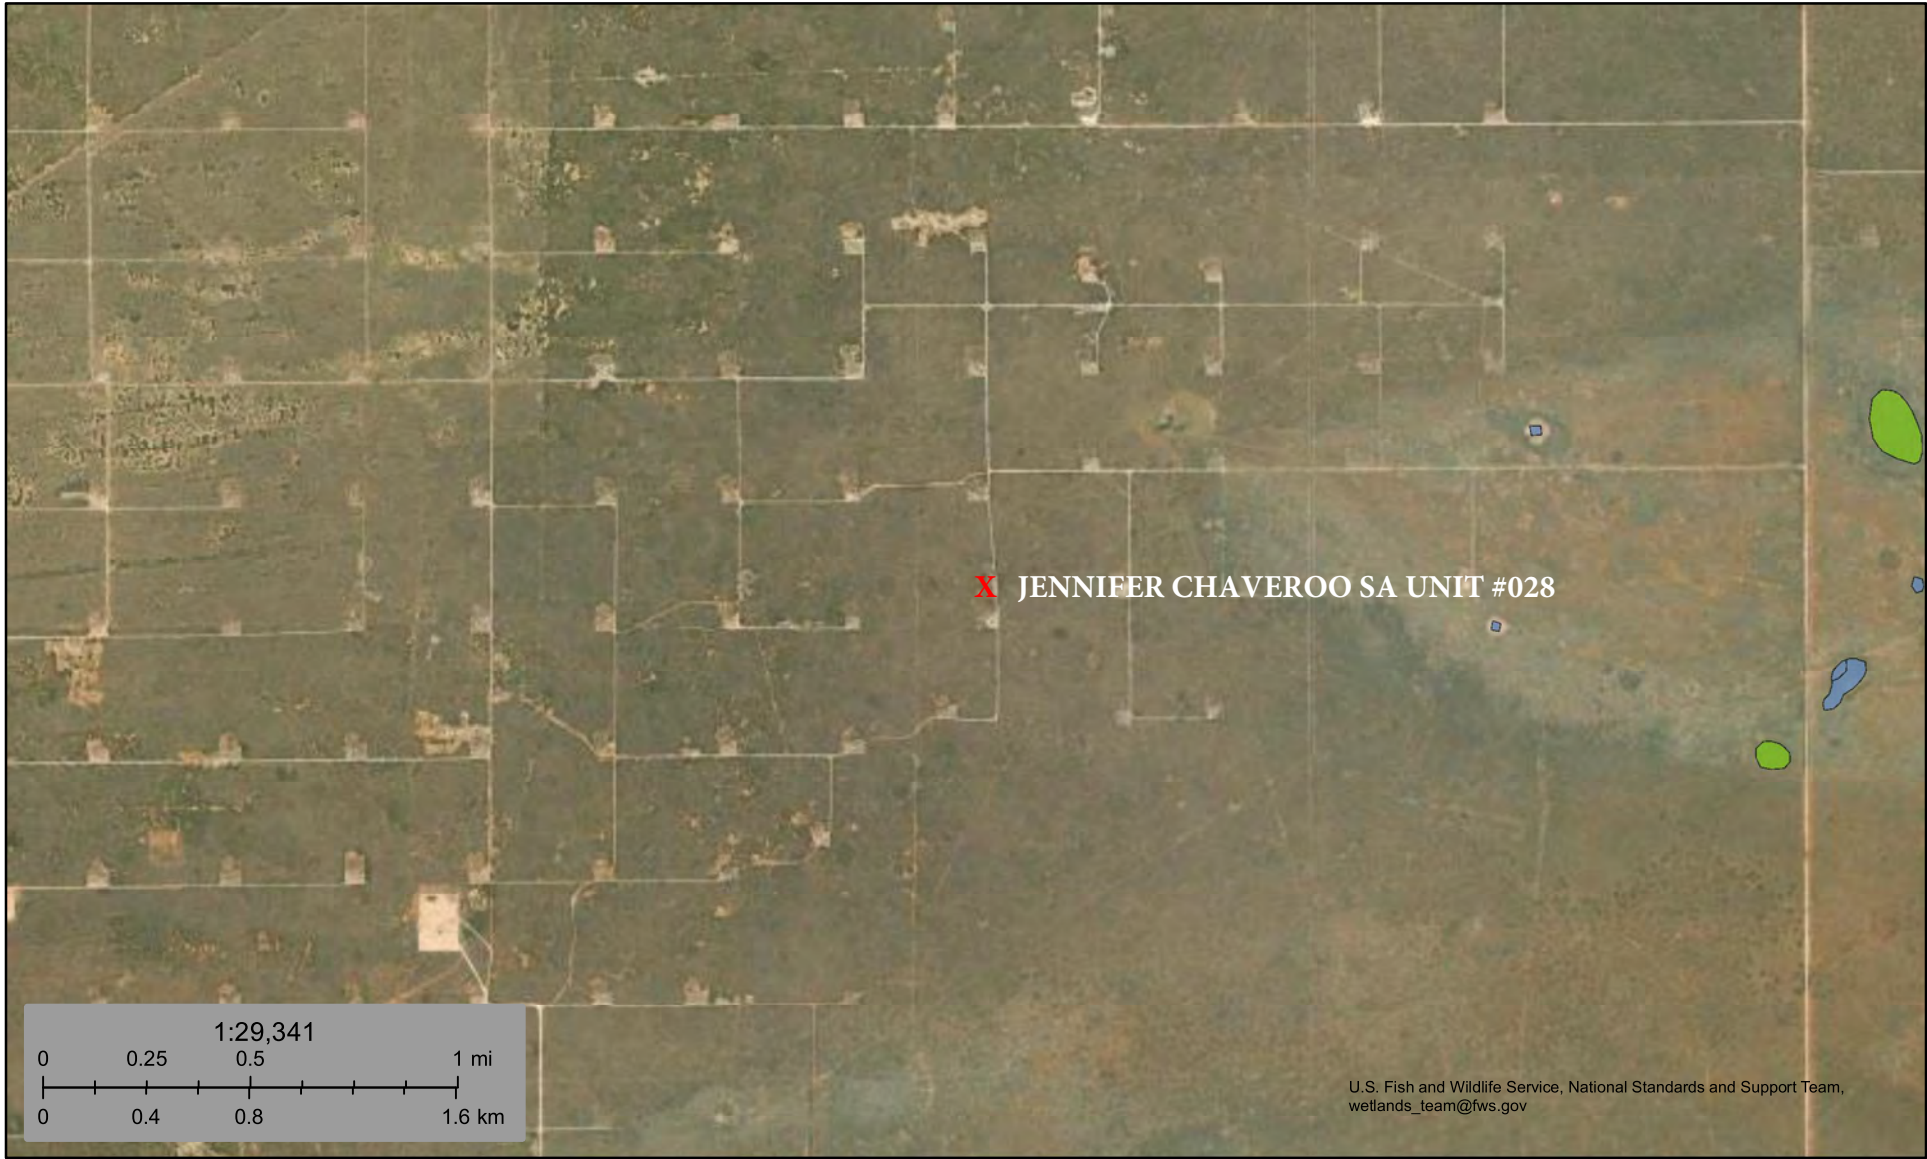 X JENNIFER CHAVEROO SA UNIT #028
1:29,341
0 0.25 0.5 1 mi
0 0.4 0.8 1.6 km
U.S. Fish and Wildlife Service, National Standards and Support Team,
wetlands_team@fws.gov